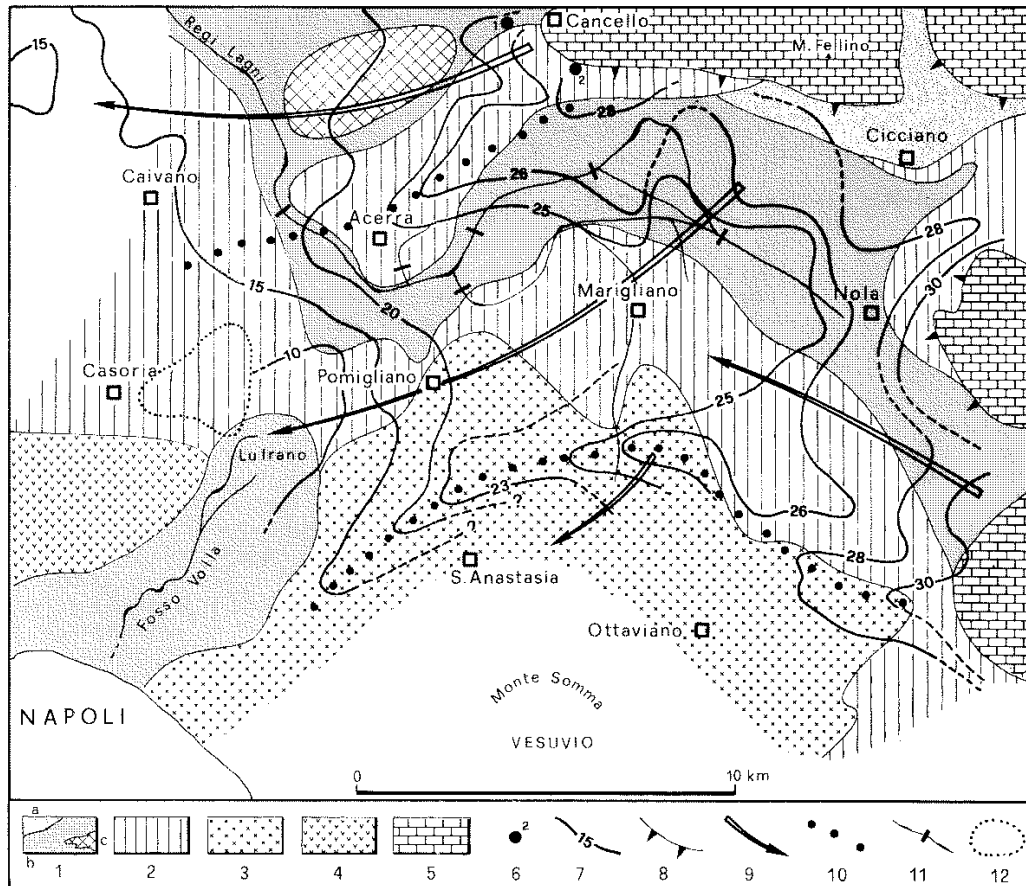 15
Cancello
2
M. Fellino
Regi Lagni
28
Cicciano
Caivano
26
Acerra
25
28
15
20
Marigliano
Nola
30
10
Casoria
Pomigliano
25
Lufrano
23
?
?
26
S. Anastasia
28
30
Fosso Volla
Ottaviano
NAPOLI
Monte Somma
VESUVIO
0 10 km
a
b
c
2
15
1 2 3 4 5 6 7 8 9 10 11 12